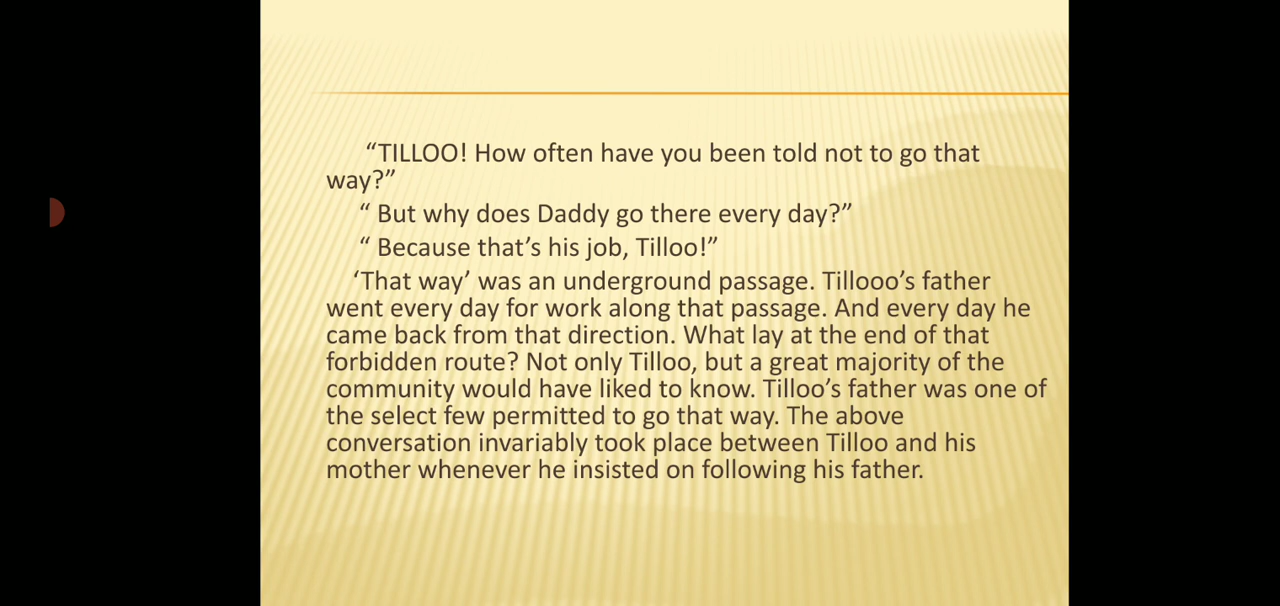 “TILLOO! How often have you been told not to go that
way?”
“ But why does Daddy go there every day?”
“ Because that’s his job, Tilloo!”
‘That way’ was an underground passage. Tillooo’s father
went every day for work along that passage. And every day he
came back from that direction. What lay at the end of that
forbidden route? Not only Tilloo, but a great majority of the
community would have liked to know. Tilloo’s father was one of
the select few permitted to go that way. The above
conversation invariably took place between Tilloo and his
mother whenever he insisted on following his father.